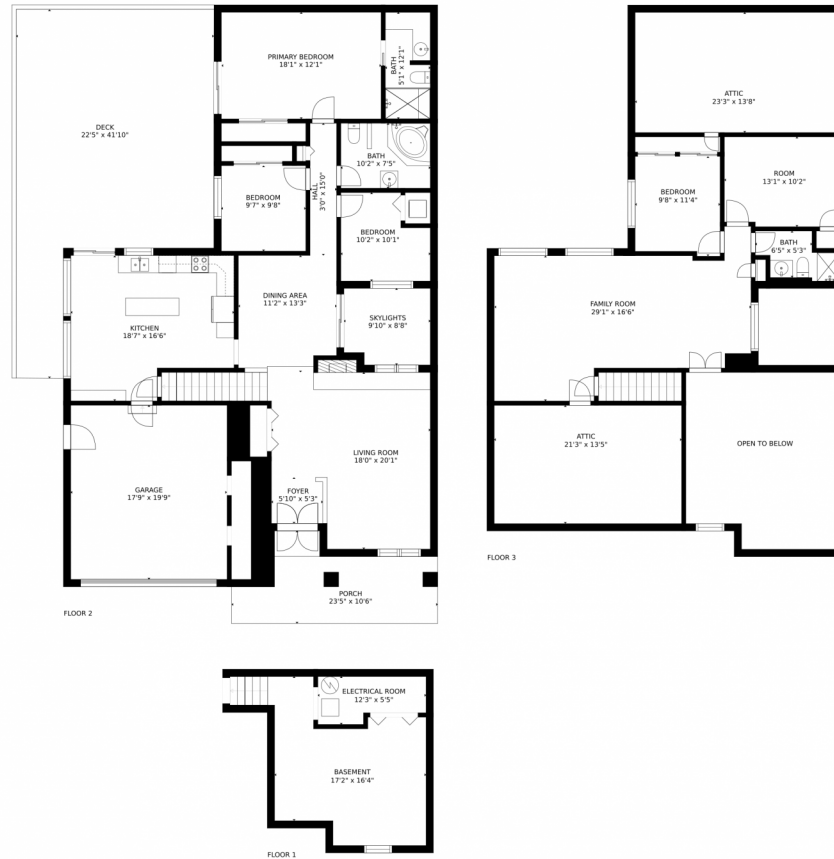 PRIMARY BEDROOM
18'1" x 12'1"
BATH
5'1" x 12'1"
DECK
22'5" x 41'10"
BATH
10'2" x 7'5"
HALL
3'0" x 15'0"
BEDROOM
9'7" x 9'8"
BEDROOM
10'2" x 10'1"
DINING AREA
11'2" x 13'3"
SKYLIGHTS
9'10" x 8'8"
KITCHEN
18'7" x 16'6"
LIVING ROOM
18'0" x 20'1"
GARAGE
17'9" x 19'9"
FOYER
5'10" x 5'3"
PORCH
23'5" x 10'6"
FLOOR 2
ATTIC
23'3" x 13'8"
ROOM
13'1" x 10'2"
BEDROOM
9'8" x 11'4"
BATH
6'5" x 5'3"
FAMILY ROOM
29'1" x 16'6"
ATTIC
21'3" x 13'5"
OPEN TO BELOW
FLOOR 3
ELECTRICAL ROOM
12'3" x 5'5"
BASEMENT
17'2" x 16'4"
FLOOR 1